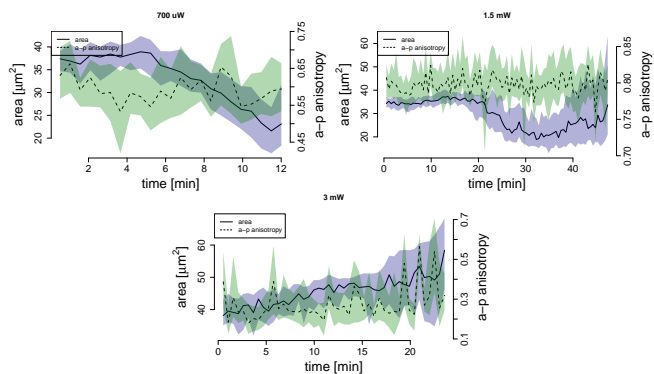 700 uW
area
a−p anisotropy
area [µm2]
20 25 30 35 40
a−p anisotropy
0.45 0.55 0.65 0.75
2 4 6 8 10 12
time [min]
1.5 mW
area
a−p anisotropy
area [µm2]
20 30 40 50 60
a−p anisotropy
0.70 0.75 0.80 0.85
0 10 20 30 40
time [min]
3 mW
area
a−p anisotropy
area [µm2]
40 50 60
a−p anisotropy
0.1 0.3 0.5 0.7
0 5 10 15 20
time [min]